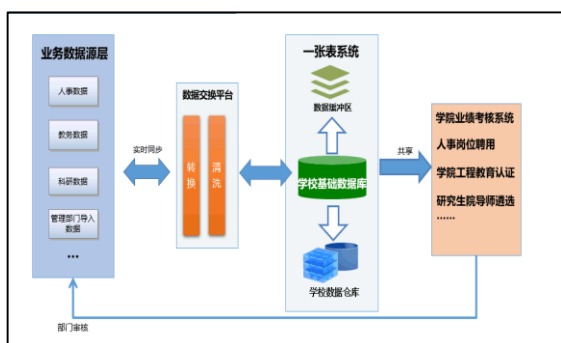 业务数据源层
人事数据
教务数据
科研数据
管理部门导入
数据
...
实时同步
数据交换平台
转换
清洗
一张表系统
数据缓冲区
学校基础数据库
学校数据仓库
共享
学院业绩考核系统
人事岗位聘用
学院工程教育认证
研究生院导师遴选
......
部门审核